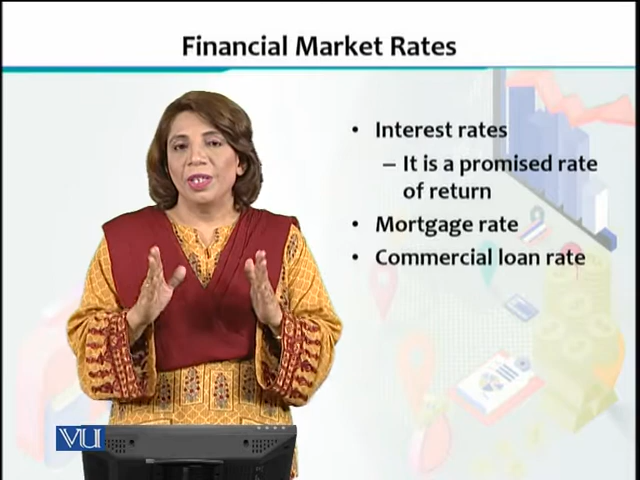 Financial Market Rates
• Interest rates
– It is a promised rate
of return
• Mortgage rate
• Commercial loan rate
VU